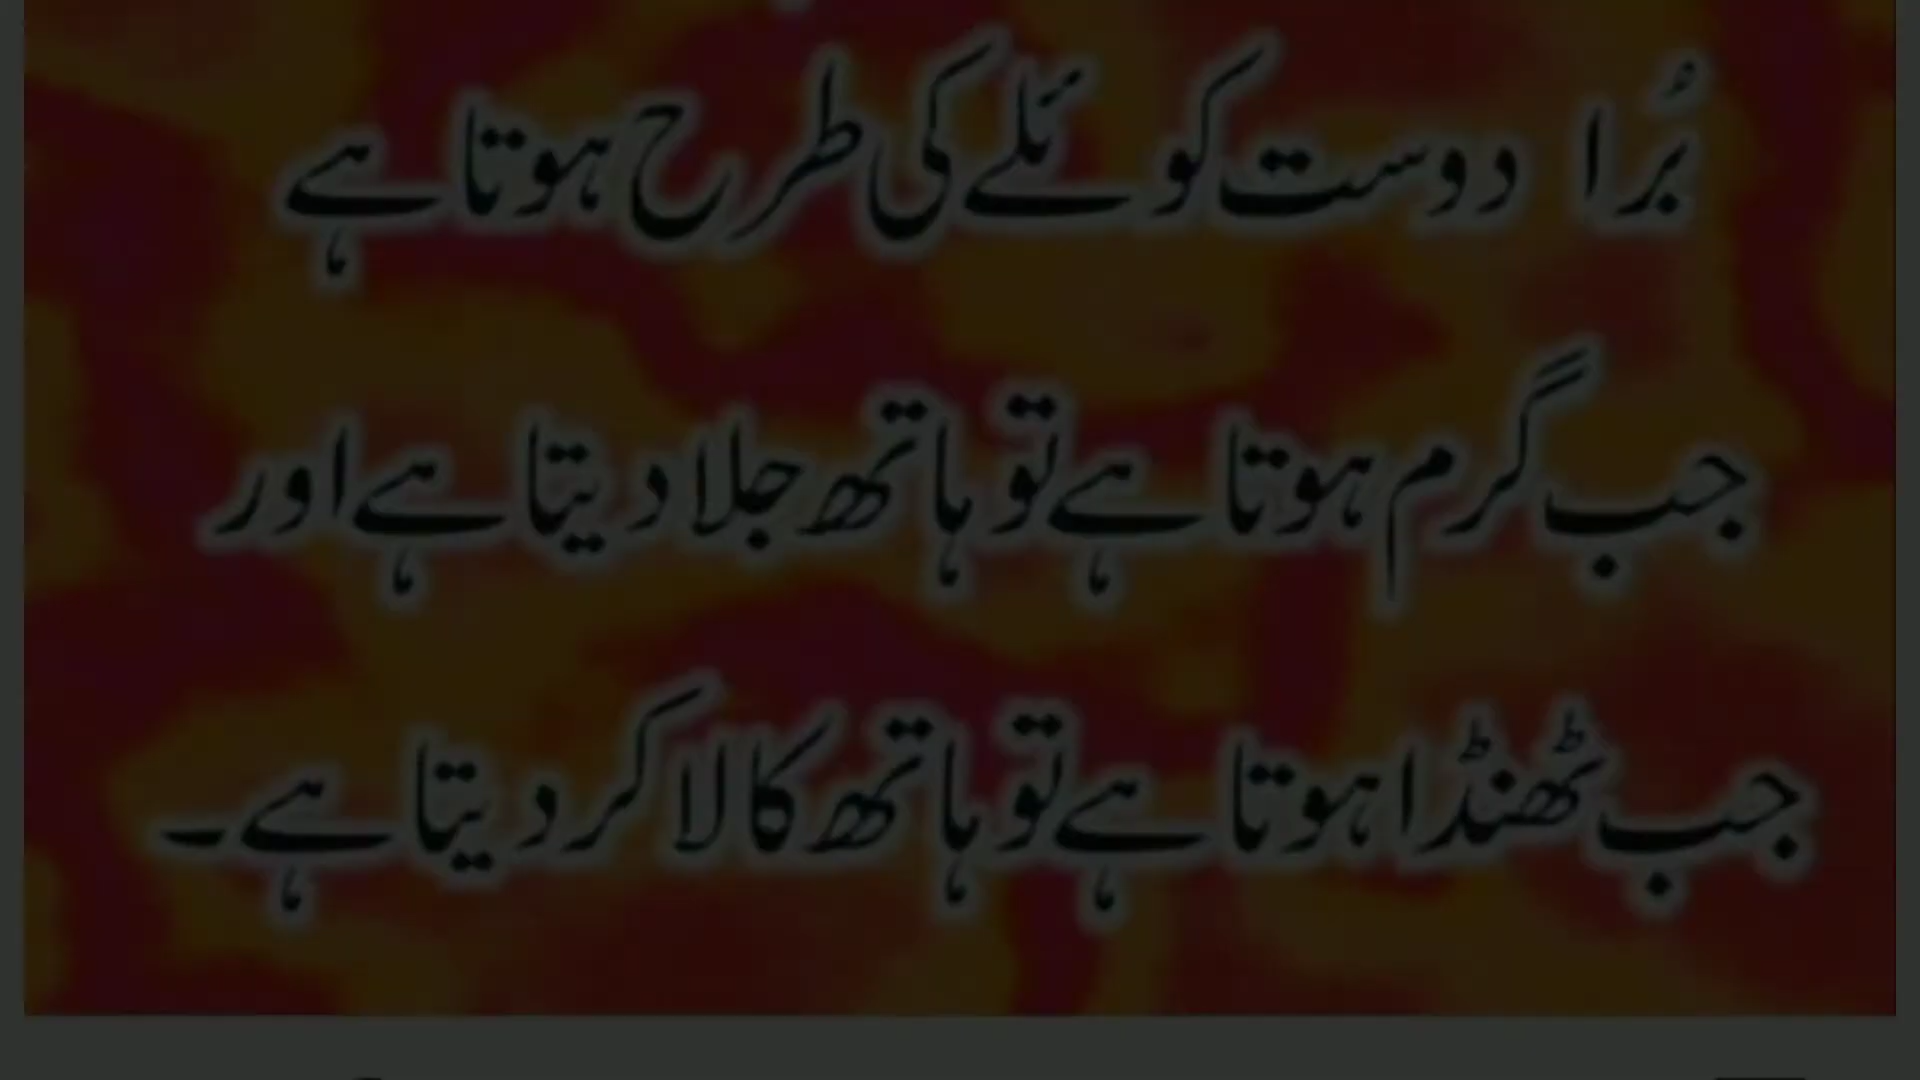 بُرا دوست کوئلے کی طرح ہوتا ہے
جب گرم ہوتا ہے تو ہاتھ جلا دیتا ہے اور
جب ٹھنڈا ہوتا ہے تو ہاتھ کالا کر دیتا ہے۔